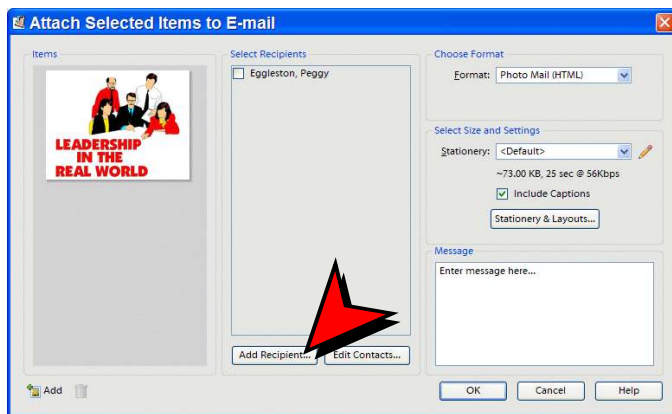 Attach Selected Items to E-mail
Items
LEADERSHIP
IN THE
REAL WORLD
Select Recipients
Eggleston, Peggy
Add Recipient...
Edit Contacts...
Choose Format
Format: Photo Mail (HTML)
Select Size and Settings
Stationery: <Default>
~73.00 KB, 25 sec @ 56Kbps
Include Captions
Stationery & Layouts...
Message
Enter message here...
Add
OK
Cancel
Help